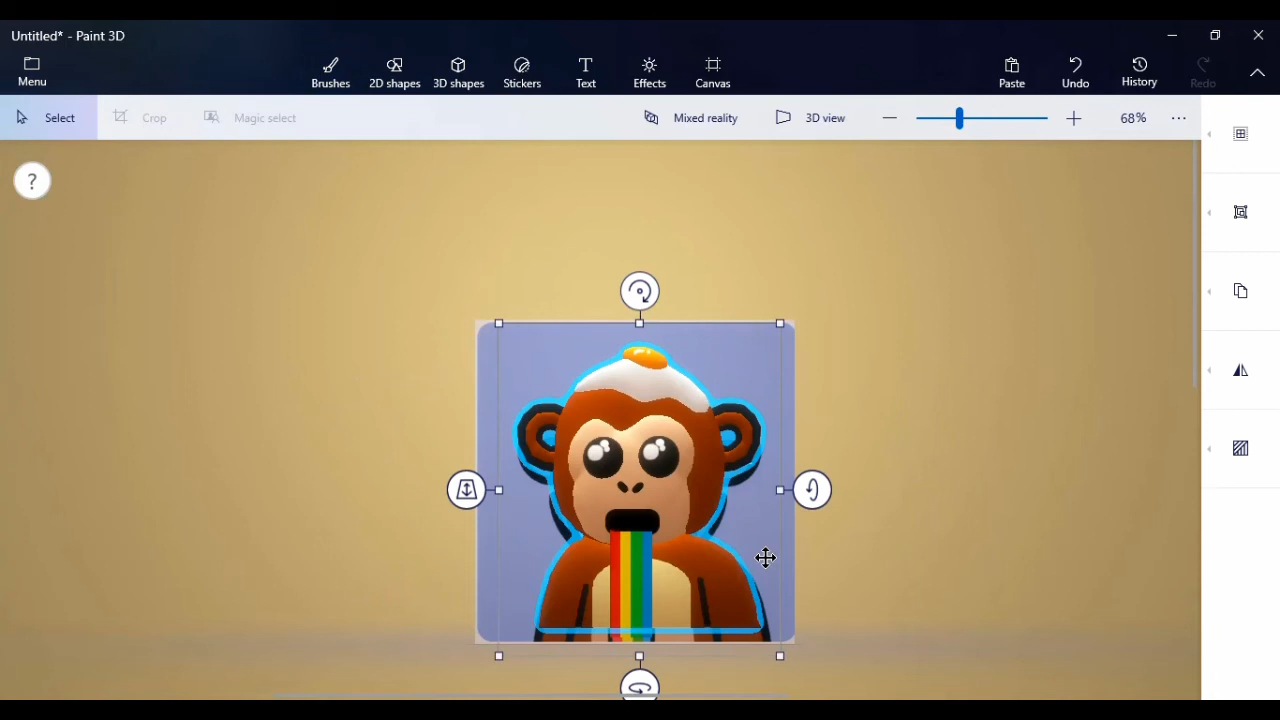 Untitled* - Paint 3D
Menu
Brushes 2D shapes 3D shapes Stickers Text Effects Canvas Paste Undo History Redo
Select Crop Magic select Mixed reality 3D view 68% ...
?